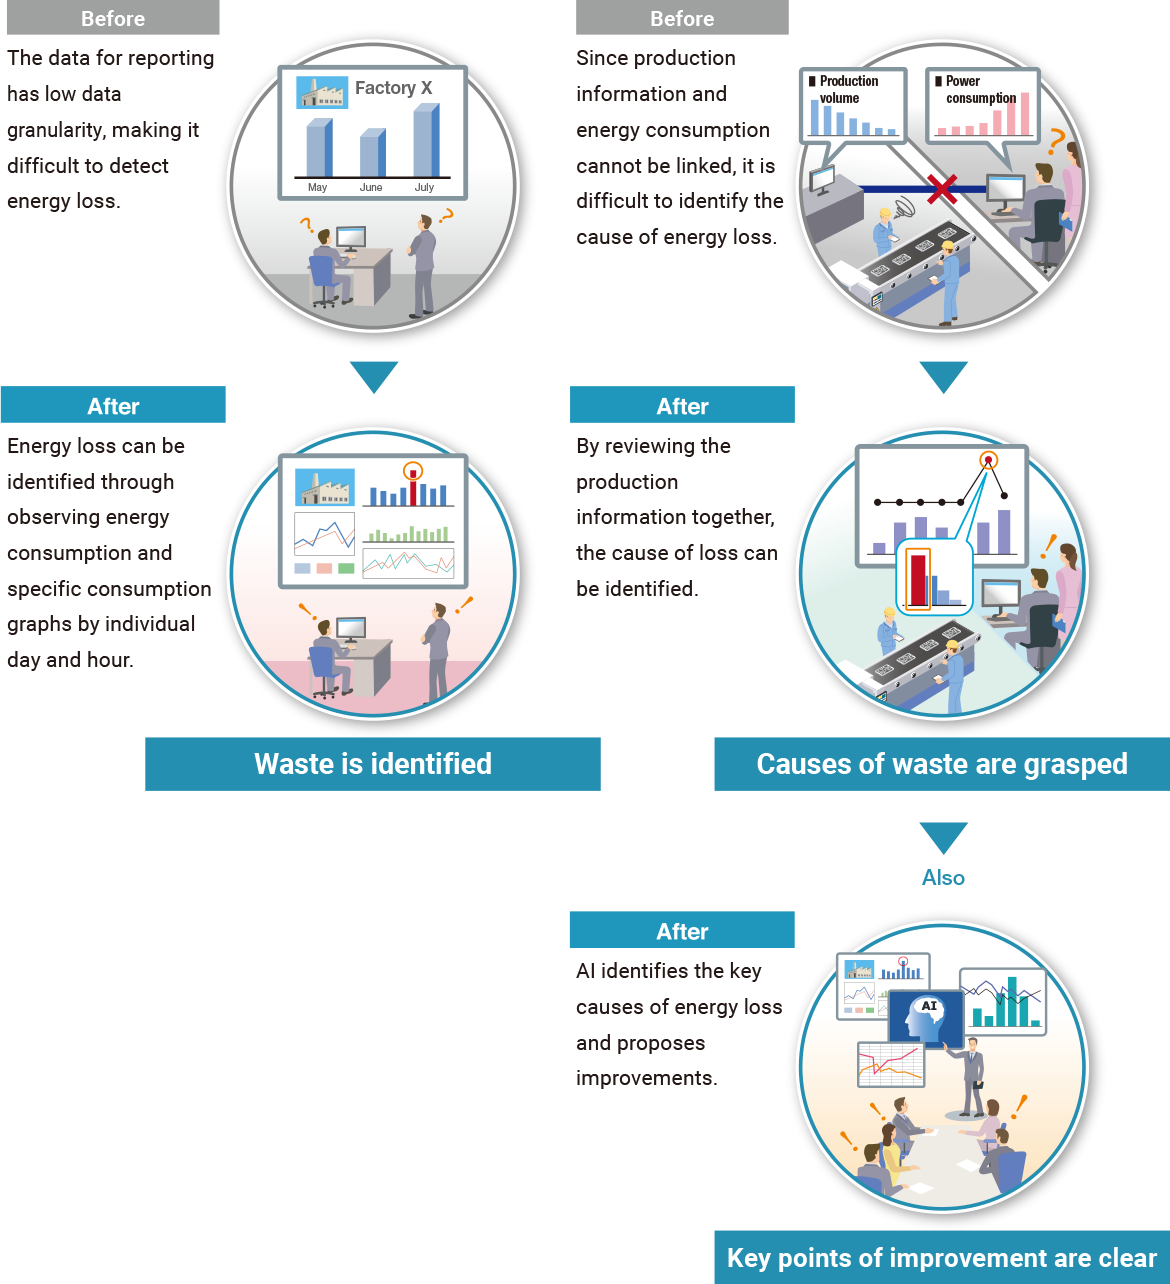 Before
The data for reporting
has low data
granularity, making it
difficult to detect
energy loss.
Factory X
May June July
After
Energy loss can be
identified through
observing energy
consumption and
specific consumption
graphs by individual
day and hour.
Waste is identified
Before
Since production
information and
energy consumption
cannot be linked, it is
difficult to identify the
cause of energy loss.
Production
volume
Power
consumption
After
By reviewing the
production
information together,
the cause of loss can
be identified.
Causes of waste are grasped
Also
After
AI identifies the key
causes of energy loss
and proposes
improvements.
AI
Key points of improvement are clear